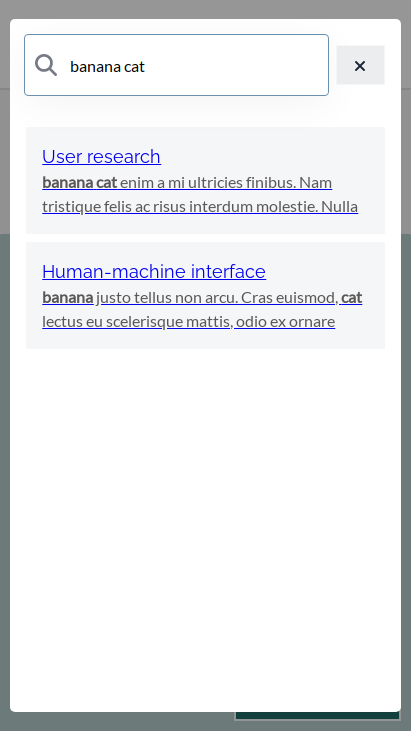 banana cat
User research
banana cat enim a mi ultricies finibus. Nam
tristique felis ac risus interdum molestie. Nulla
Human-machine interface
banana justo tellus non arcu. Cras euismod, cat
lectus eu scelerisque mattis, odio ex ornare